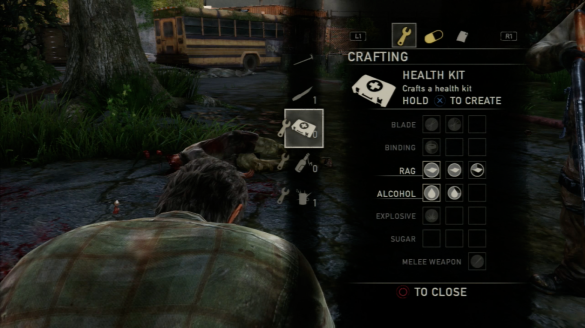 L1
R1
CRAFTING
HEALTH KIT
Crafts a health kit
HOLD TO CREATE
1
BLADE
BINDING
RAG
0
ALCOHOL
1
EXPLOSIVE
SUGAR
MELEE WEAPON
TO CLOSE